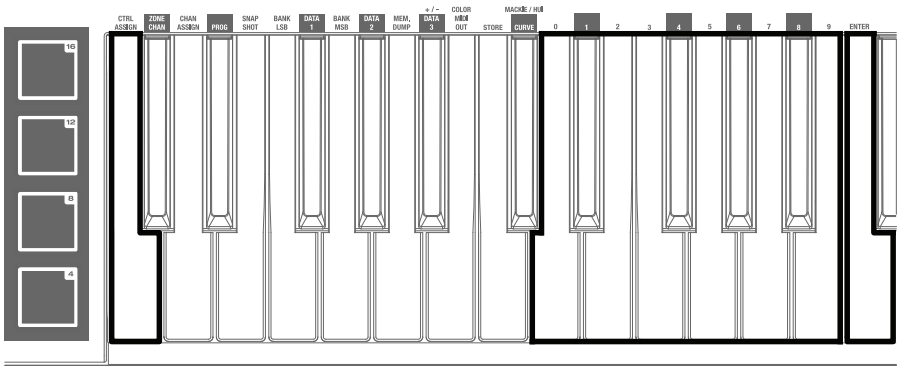 CTRL ASSIGN
ZONE CHAN
CHAN ASSIGN
PROG
SNAP SHOT
BANK LSB
DATA 1
BANK MSB
DATA 2
MEM, DUMP
+ / -
DATA 3
COLOR MIDI OUT
STORE
MACKIE / HUI
CURVE
0
1
2
3
4
5
6
7
8
9
ENTER
16
12
8
4